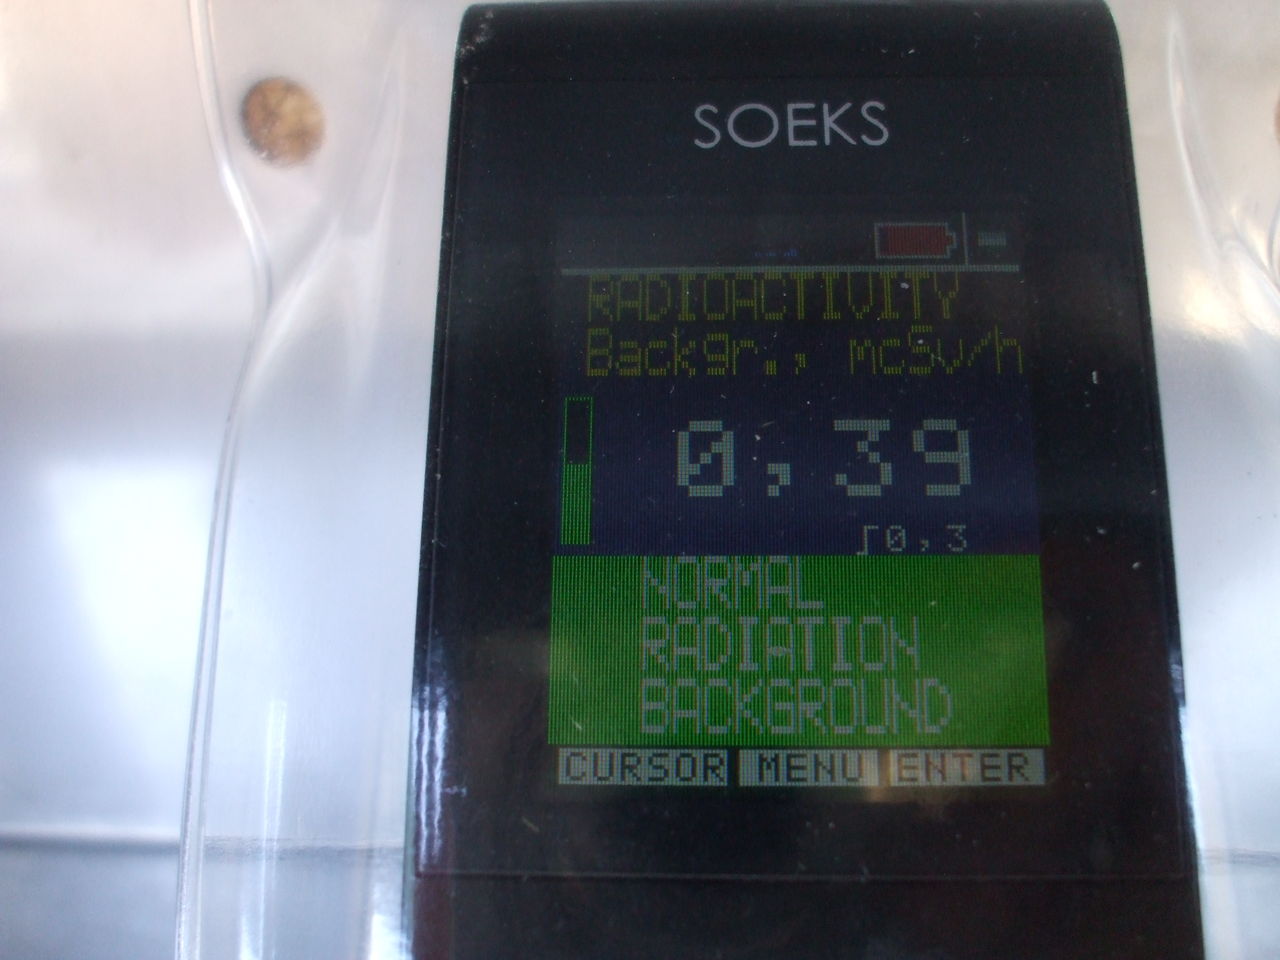 SOEKS
RADIOACTIVITY
Backgr., mcSv/h
0,39
∫0,3
NORMAL
RADIATION
BACKGROUND
CURSOR MENU ENTER